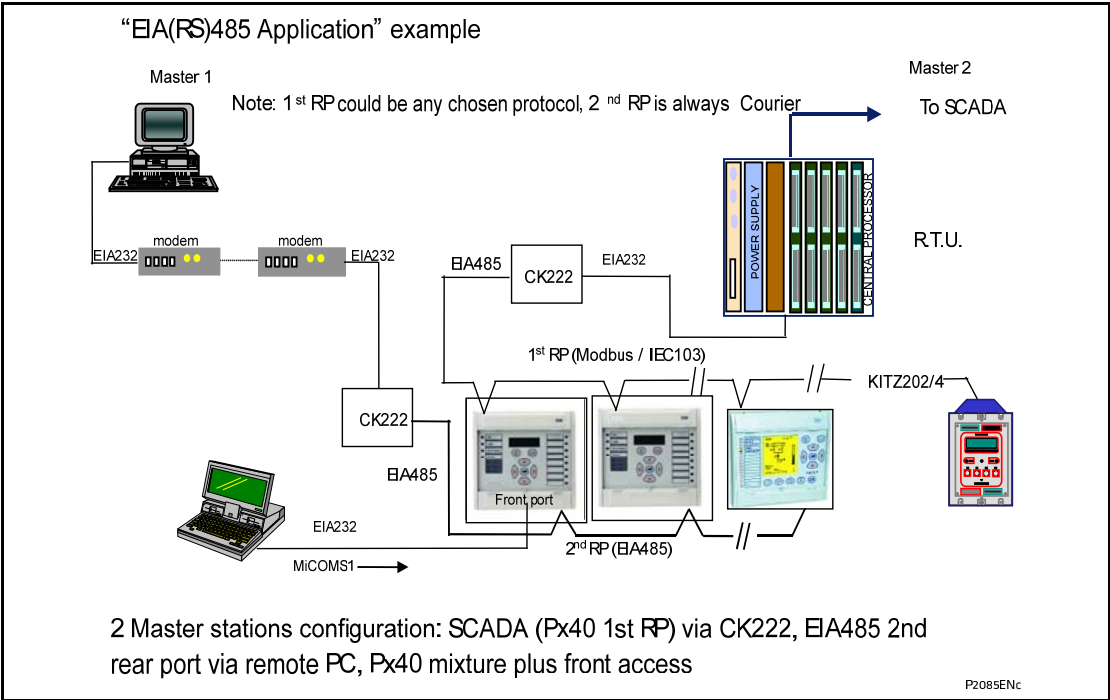 “EIA(RS)485 Application” example
Master 1
Master 2
Note: 1st RP could be any chosen protocol, 2nd RP is always Courier
To SCADA
POWER SUPPLY
CENTRAL PROCESSOR
R.T.U.
modem
modem
EIA232
EIA232
EIA485
CK222
EIA232
1st RP (Modbus / IEC103)
KITZ202/4
CK222
EIA485
Front port
EIA232
2nd RP (EIA485)
MiCOMS1
2 Master stations configuration: SCADA (Px40 1st RP) via CK222, EIA485 2nd
rear port via remote PC, Px40 mixture plus front access
P2085ENc